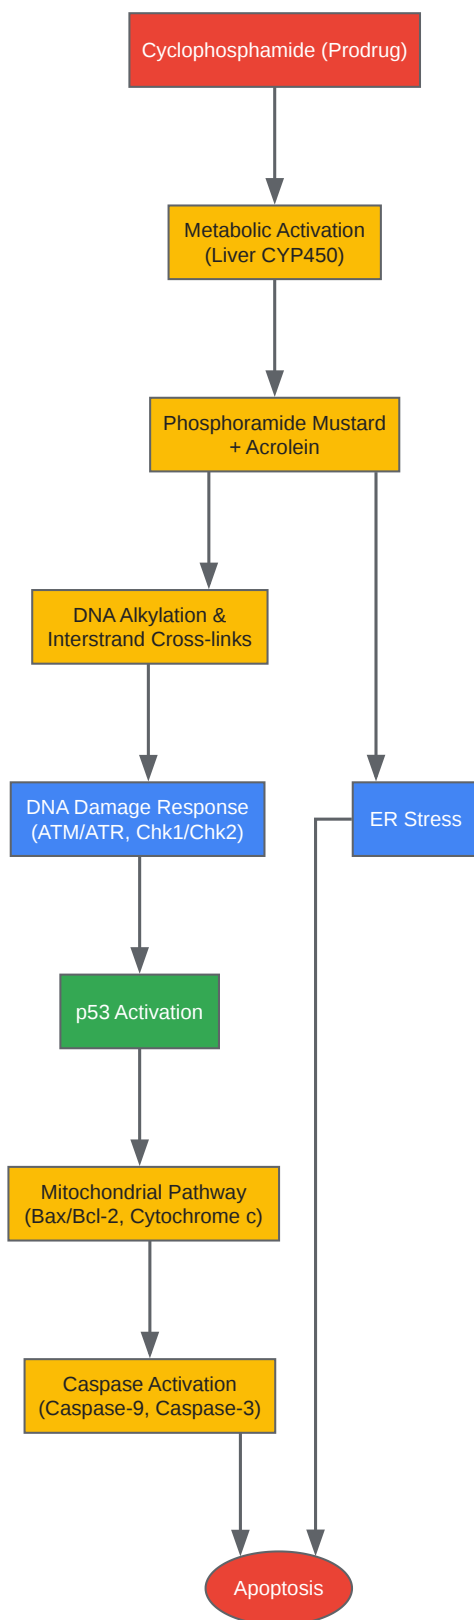 Cyclophosphamide (Prodrug)
Metabolic Activation
(Liver CYP450)
Phosphoramide Mustard
+ Acrolein
DNA Alkylation &
Interstrand Cross-links
DNA Damage Response
(ATM/ATR, Chk1/Chk2)
ER Stress
p53 Activation
Mitochondrial Pathway
(Bax/Bcl-2, Cytochrome c)
Caspase Activation
(Caspase-9, Caspase-3)
Apoptosis